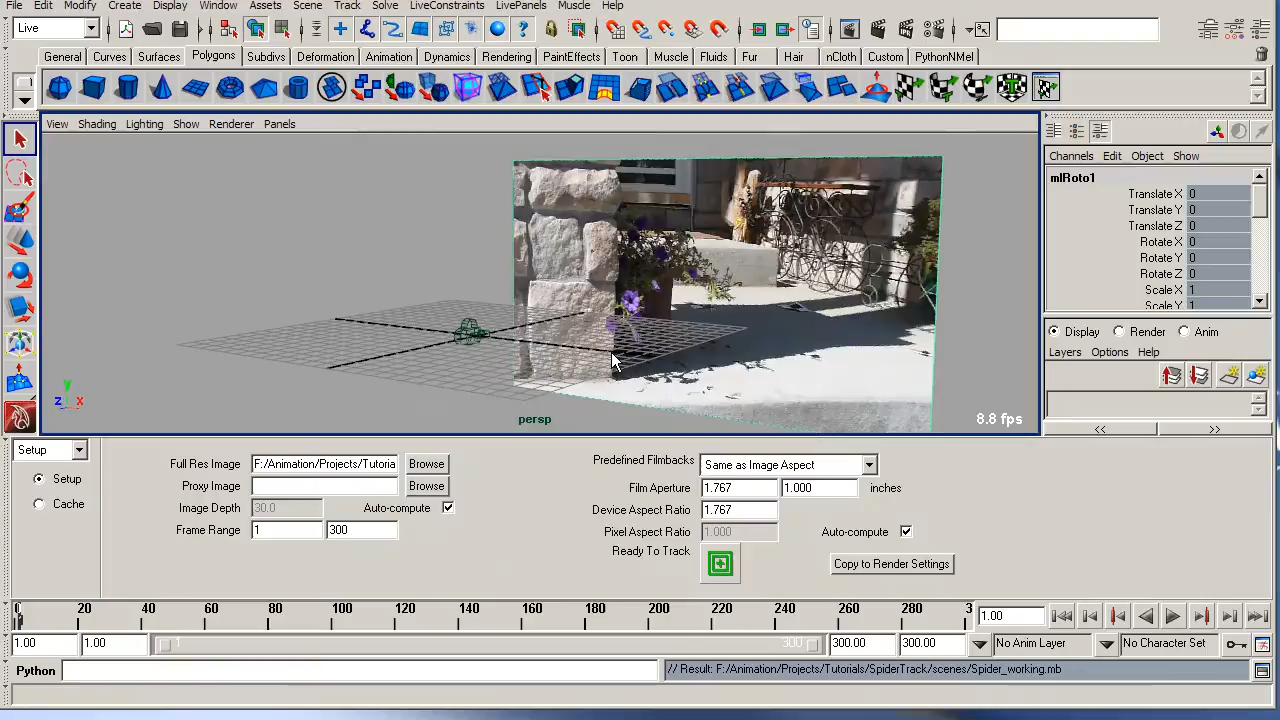 File Edit Modify Create Display Window Assets Scene Track Solve LiveConstraints LivePanels Muscle Help
Live
General Curves Surfaces Polygons Subdivs Deformation Animation Dynamics Rendering PaintEffects Toon Muscle Fluids Fur Hair nCloth Custom PythonNMel
View Shading Lighting Show Renderer Panels
Channels Edit Object Show
mlRoto1
Translate X 0
Translate Y 0
Translate Z 0
Rotate X 0
Rotate Y 0
Rotate Z 0
Scale X 1
Scale Y 1
Display Render Anim
Layers Options Help
<< >>
y
z x
persp
8.8 fps
Setup
Setup
Cache
Full Res Image F:/Animation/Projects/Tutoria Browse
Proxy Image Browse
Image Depth 30.0 Auto-compute
Frame Range 1 300
Predefined Filmbacks Same as Image Aspect
Film Aperture 1.767 1.000 inches
Device Aspect Ratio 1.767
Pixel Aspect Ratio 1.000 Auto-compute
Ready To Track Copy to Render Settings
20 40 60 80 100 120 140 160 180 200 220 240 260 280 3 1.00
1.00 1.00 1 300 300.00 300.00 No Anim Layer No Character Set
Python // Result: F:/Animation/Projects/Tutorials/SpiderTrack/scenes/Spider_working.mb